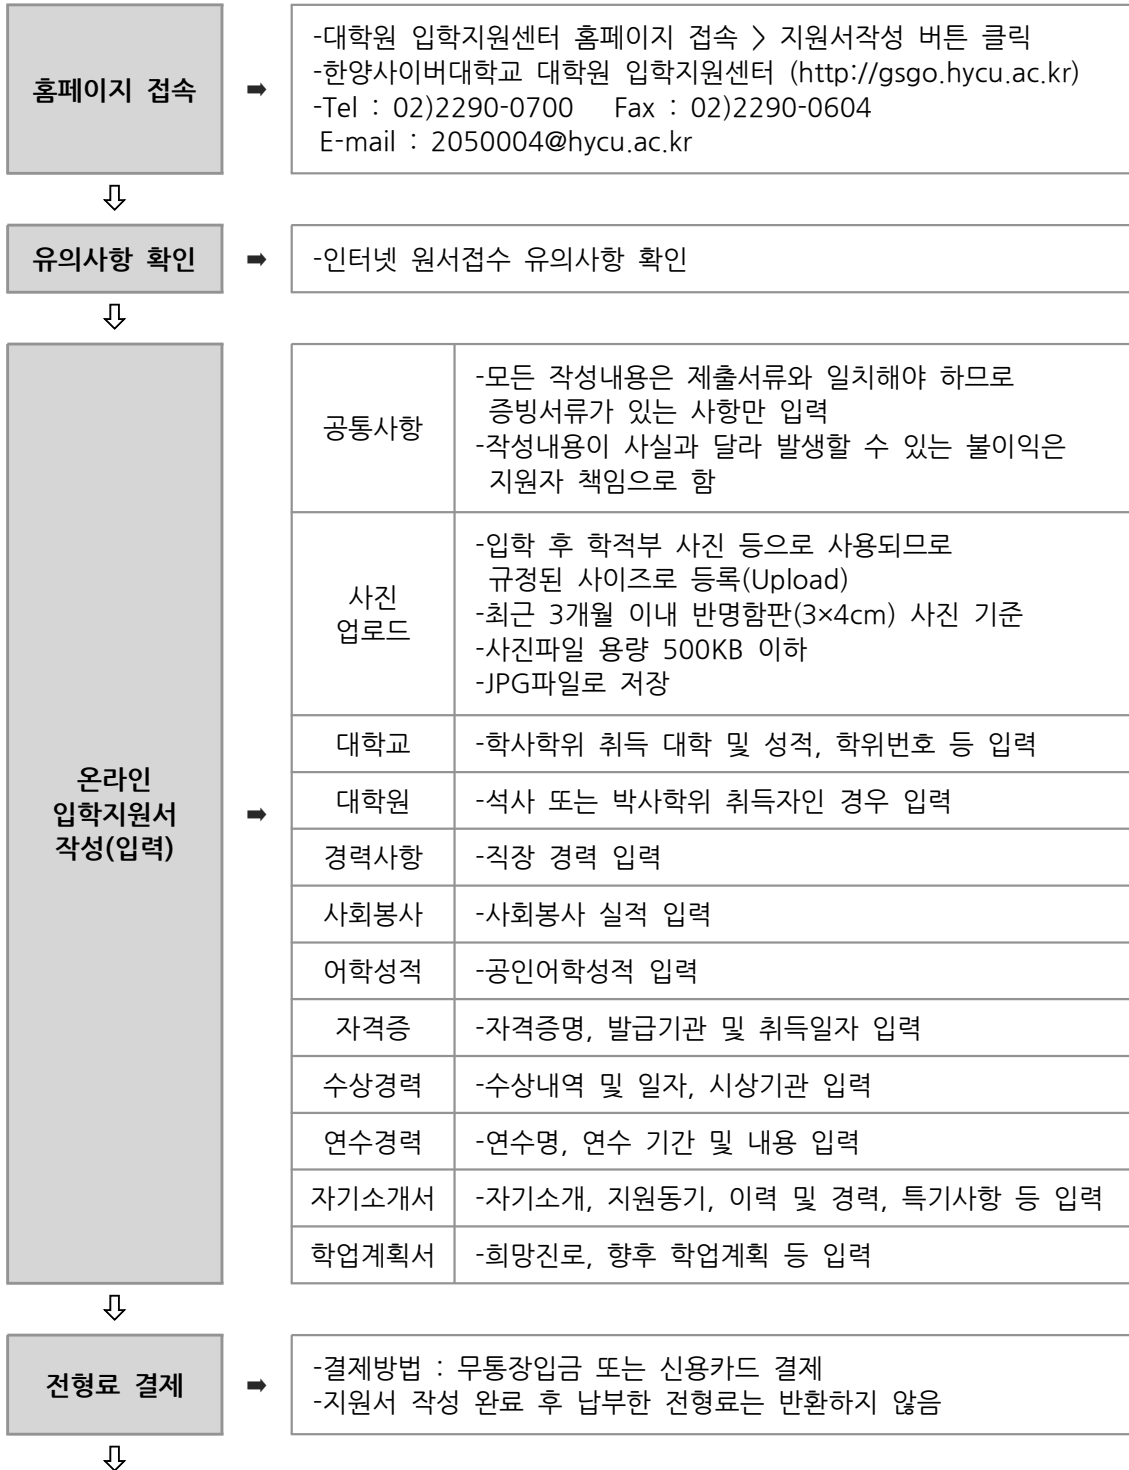 홈페이지 접속 ➡
-대학원 입학지원센터 홈페이지 접속 > 지원서작성 버튼 클릭
-한양사이버대학교 대학원 입학지원센터 (http://gsgo.hycu.ac.kr)
-Tel : 02)2290-0700 Fax : 02)2290-0604
E-mail : 2050004@hycu.ac.kr
⇩
유의사항 확인 ➡ -인터넷 원서접수 유의사항 확인
⇩
온라인
입학지원서
작성(입력)
➡
공통사항
-모든 작성내용은 제출서류와 일치해야 하므로
증빙서류가 있는 사항만 입력
-작성내용이 사실과 달라 발생할 수 있는 불이익은
지원자 책임으로 함
사진
업로드
-입학 후 학적부 사진 등으로 사용되므로
규정된 사이즈로 등록(Upload)
-최근 3개월 이내 반명함판(3×4cm) 사진 기준
-사진파일 용량 500KB 이하
-JPG파일로 저장
대학교 -학사학위 취득 대학 및 성적, 학위번호 등 입력
대학원 -석사 또는 박사학위 취득자인 경우 입력
경력사항 -직장 경력 입력
사회봉사 -사회봉사 실적 입력
어학성적 -공인어학성적 입력
자격증 -자격증명, 발급기관 및 취득일자 입력
수상경력 -수상내역 및 일자, 시상기관 입력
연수경력 -연수명, 연수 기간 및 내용 입력
자기소개서 -자기소개, 지원동기, 이력 및 경력, 특기사항 등 입력
학업계획서 -희망진로, 향후 학업계획 등 입력
⇩
전형료 결제 ➡
-결제방법 : 무통장입금 또는 신용카드 결제
-지원서 작성 완료 후 납부한 전형료는 반환하지 않음
⇩